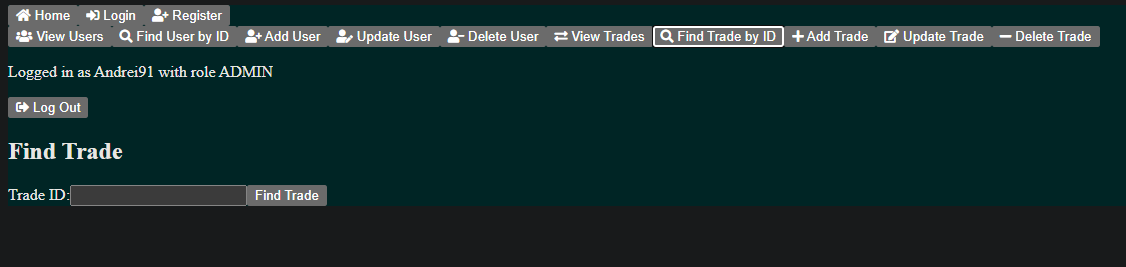 Home Login Register
View Users Find User by ID Add User Update User Delete User View Trades Find Trade by ID Add Trade Update Trade Delete Trade
Logged in as Andrei91 with role ADMIN
Log Out
Find Trade
Trade ID: Find Trade